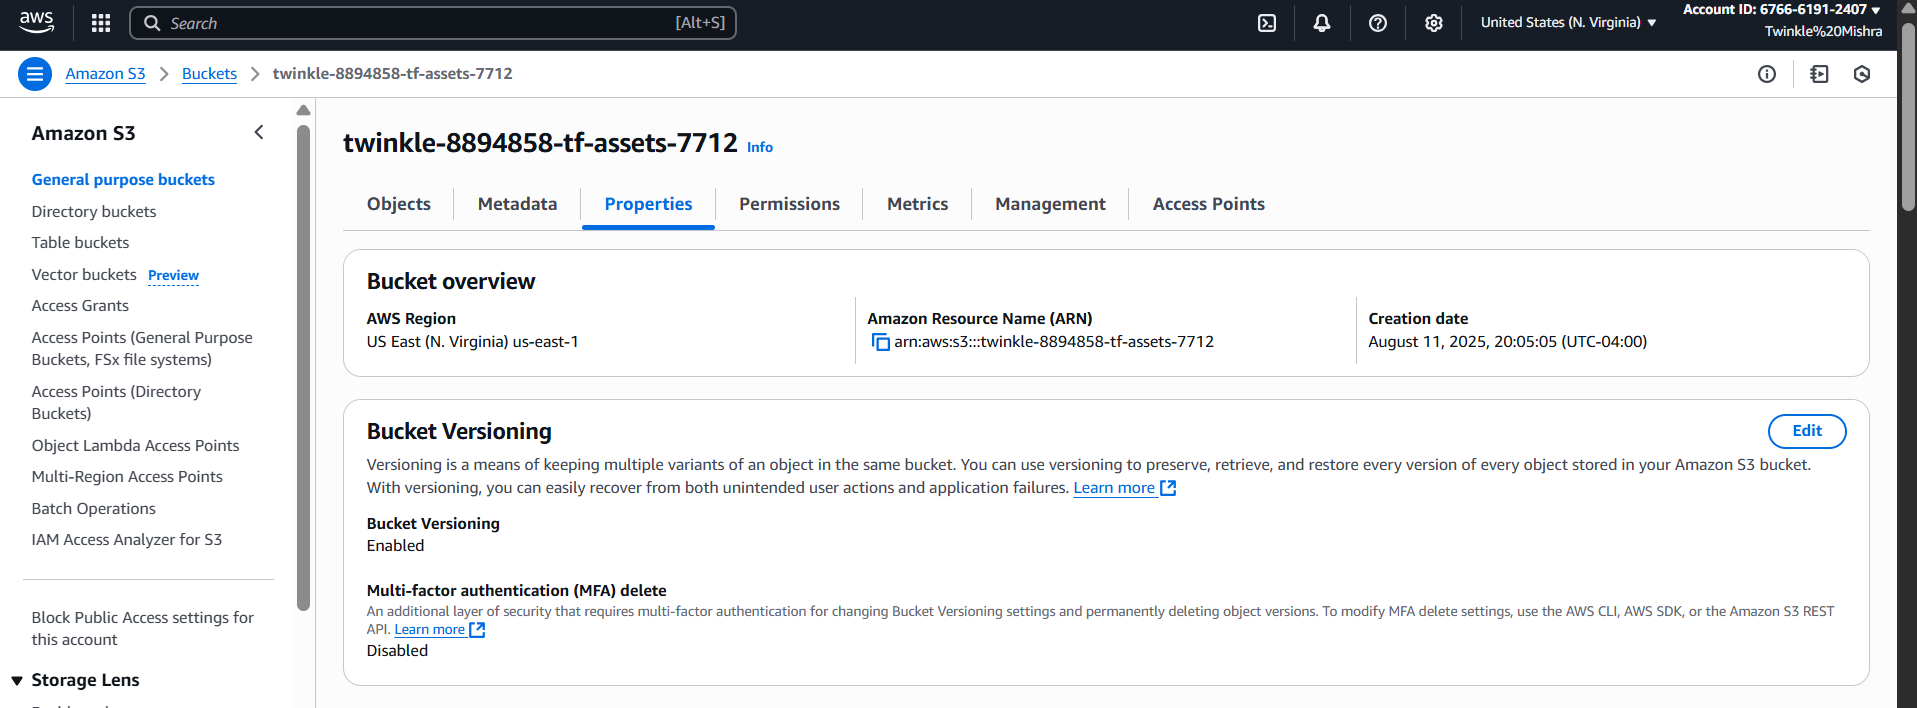 aws
Search [Alt+S]
United States (N. Virginia)
Account ID: 6766-6191-2407
Twinkle%20Mishra
Amazon S3 Buckets twinkle-8894858-tf-assets-7712
Amazon S3
General purpose buckets
Directory buckets
Table buckets
Vector buckets Preview
Access Grants
Access Points (General Purpose
Buckets, FSx file systems)
Access Points (Directory
Buckets)
Object Lambda Access Points
Multi-Region Access Points
Batch Operations
IAM Access Analyzer for S3
Block Public Access settings for
this account
Storage Lens
twinkle-8894858-tf-assets-7712 Info
Objects Metadata Properties Permissions Metrics Management Access Points
Bucket overview
AWS Region
US East (N. Virginia) us-east-1
Amazon Resource Name (ARN)
arn:aws:s3:::twinkle-8894858-tf-assets-7712
Creation date
August 11, 2025, 20:05:05 (UTC-04:00)
Bucket Versioning
Edit
Versioning is a means of keeping multiple variants of an object in the same bucket. You can use versioning to preserve, retrieve, and restore every version of every object stored in your Amazon S3 bucket.
With versioning, you can easily recover from both unintended user actions and application failures. Learn more
Bucket Versioning
Enabled
Multi-factor authentication (MFA) delete
An additional layer of security that requires multi-factor authentication for changing Bucket Versioning settings and permanently deleting object versions. To modify MFA delete settings, use the AWS CLI, AWS SDK, or the Amazon S3 REST
API. Learn more
Disabled